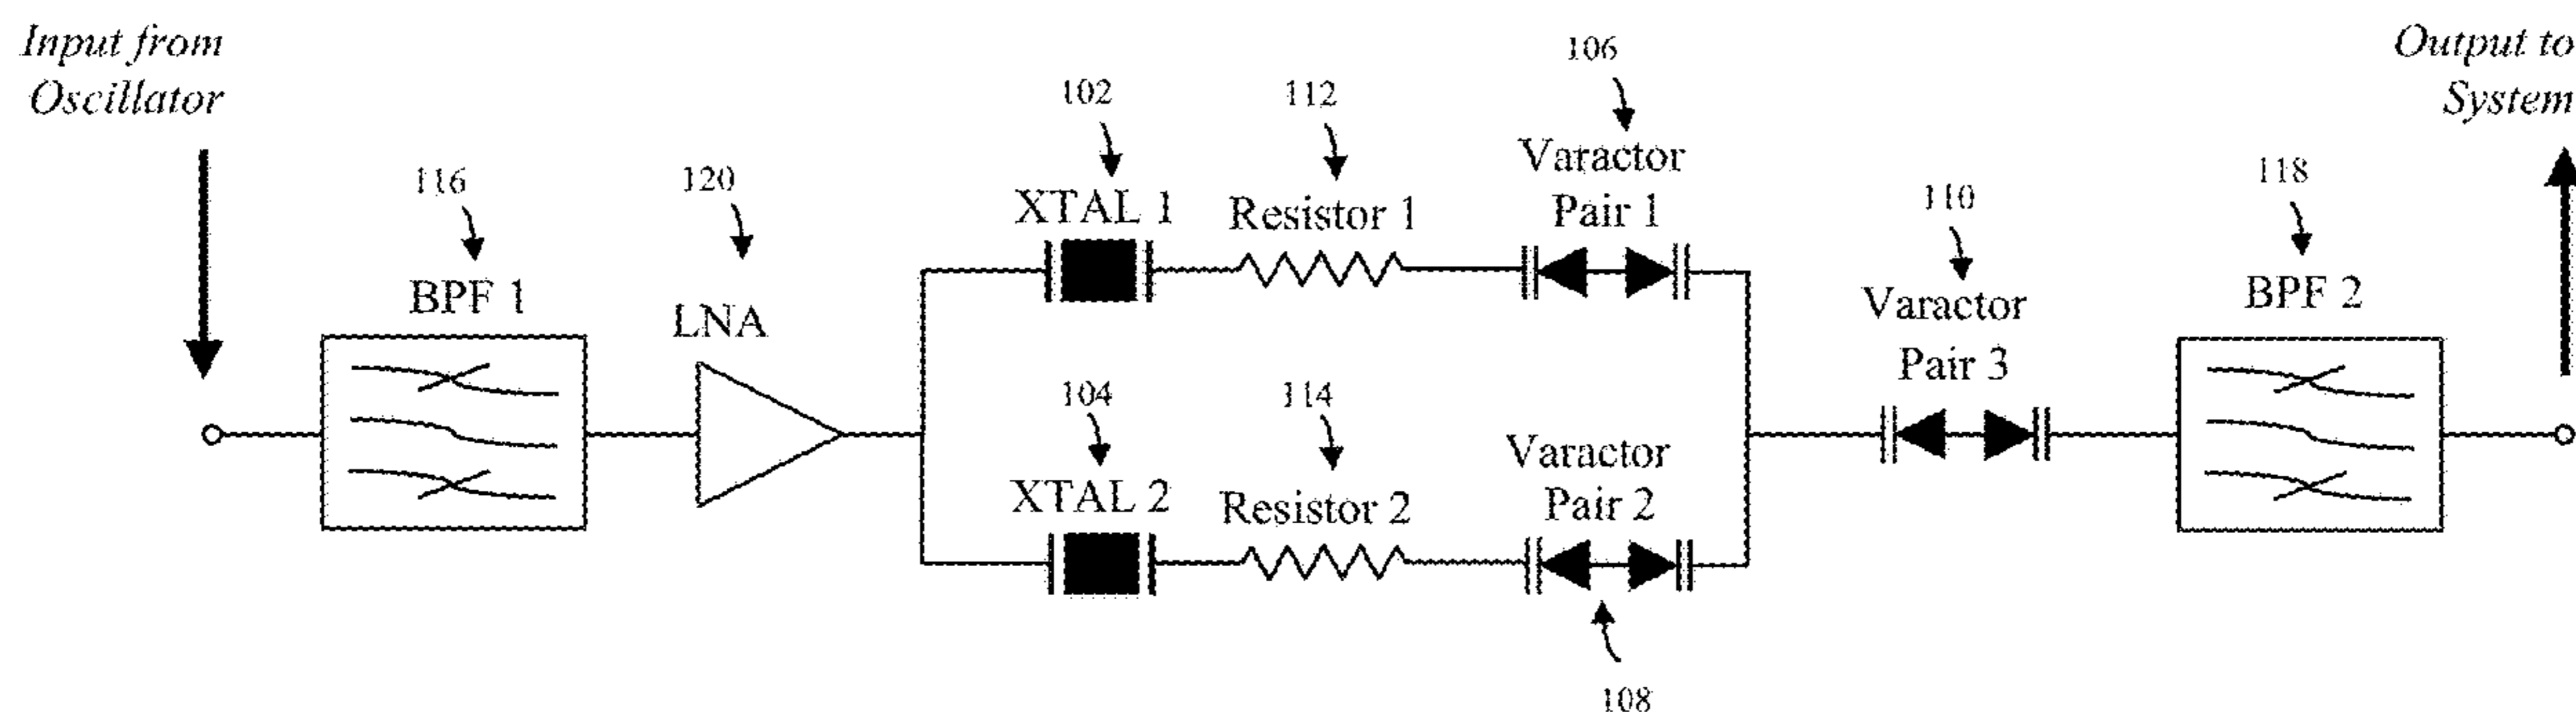 Input from
Oscillator
116
BPF 1
120
LNA
102
XTAL 1
112
Resistor 1
106
Varactor
Pair 1
104
XTAL 2
114
Resistor 2
Varactor
Pair 2
108
110
Varactor
Pair 3
118
BPF 2
Output to
System